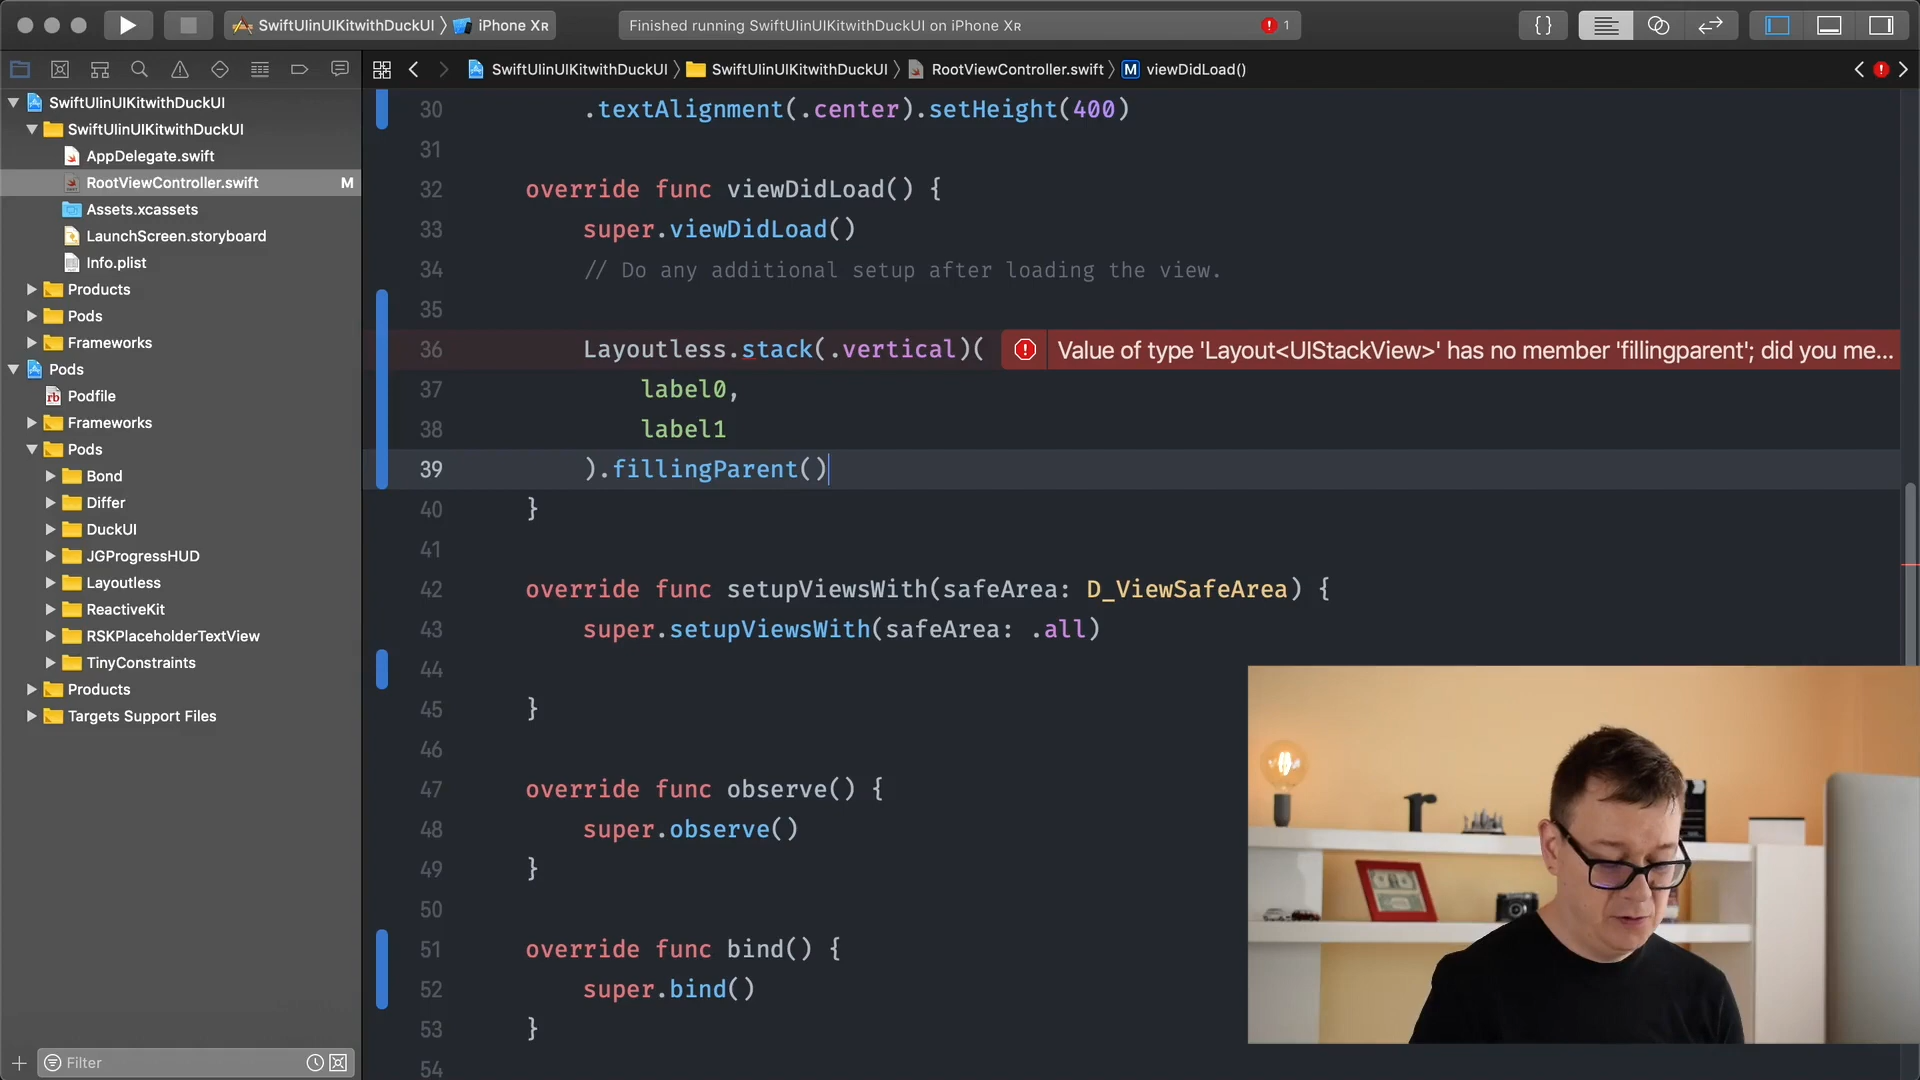 SwiftUIinUIKitwithDuckUI 〉 iPhone Xʀ
Finished running SwiftUIinUIKitwithDuckUI on iPhone Xʀ
1
{}
SwiftUIinUIKitwithDuckUI 〉 SwiftUIinUIKitwithDuckUI 〉 RootViewController.swift 〉 M viewDidLoad()
SwiftUIinUIKitwithDuckUI
SwiftUIinUIKitwithDuckUI
AppDelegate.swift
RootViewController.swift M
Assets.xcassets
LaunchScreen.storyboard
Info.plist
Products
Pods
Frameworks
Pods
Podfile
Frameworks
Pods
Bond
Differ
DuckUI
JGProgressHUD
Layoutless
ReactiveKit
RSKPlaceholderTextView
TinyConstraints
Products
Targets Support Files
Filter
30 .textAlignment(.center).setHeight(400)
31
32 override func viewDidLoad() {
33 super.viewDidLoad()
34 // Do any additional setup after loading the view.
35
36 Layoutless.stack(.vertical)( Value of type 'Layout<UIStackView>' has no member 'fillingparent'; did you me...
37 label0,
38 label1
39 ).fillingParent()
40 }
41
42 override func setupViewsWith(safeArea: D_ViewSafeArea) {
43 super.setupViewsWith(safeArea: .all)
44
45 }
46
47 override func observe() {
48 super.observe()
49 }
50
51 override func bind() {
52 super.bind()
53 }
54